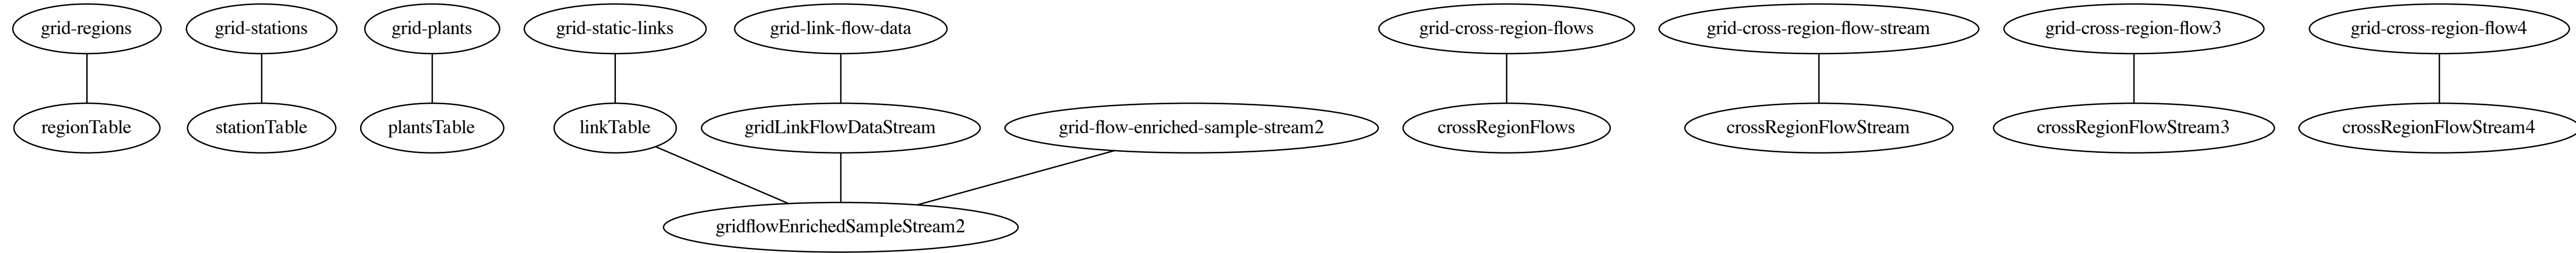 grid-regions
grid-stations
grid-plants
grid-static-links
grid-link-flow-data
grid-cross-region-flows
grid-cross-region-flow-stream
grid-cross-region-flow3
grid-cross-region-flow4
regionTable
stationTable
plantsTable
linkTable
gridLinkFlowDataStream
grid-flow-enriched-sample-stream2
crossRegionFlows
crossRegionFlowStream
crossRegionFlowStream3
crossRegionFlowStream4
gridflowEnrichedSampleStream2